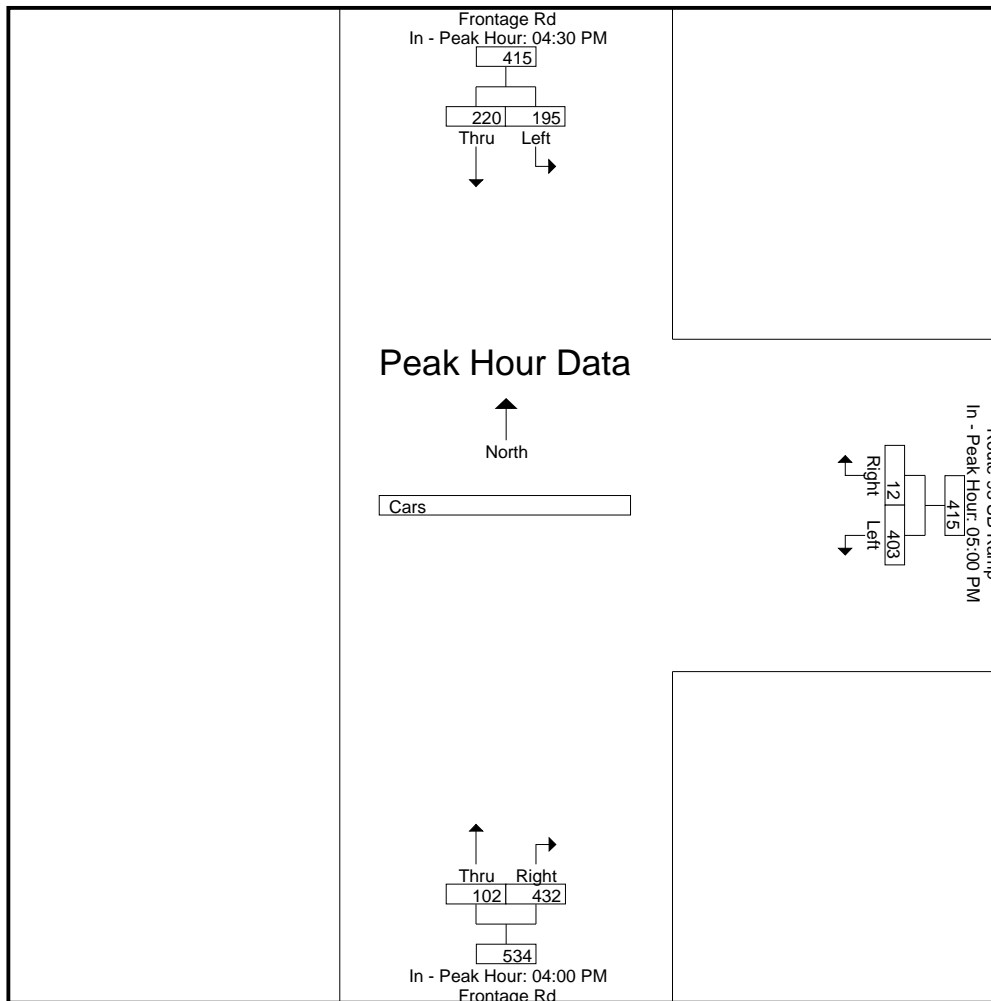 Frontage Rd
In - Peak Hour: 04:30 PM
415
220 195
Thru Left
Peak Hour Data
North
Cars
Ramp
In - Peak Hour: 05:00 PM
415
12 403
Right Left
Thru Right
102 432
534
In - Peak Hour: 04:00 PM
Frontage Rd